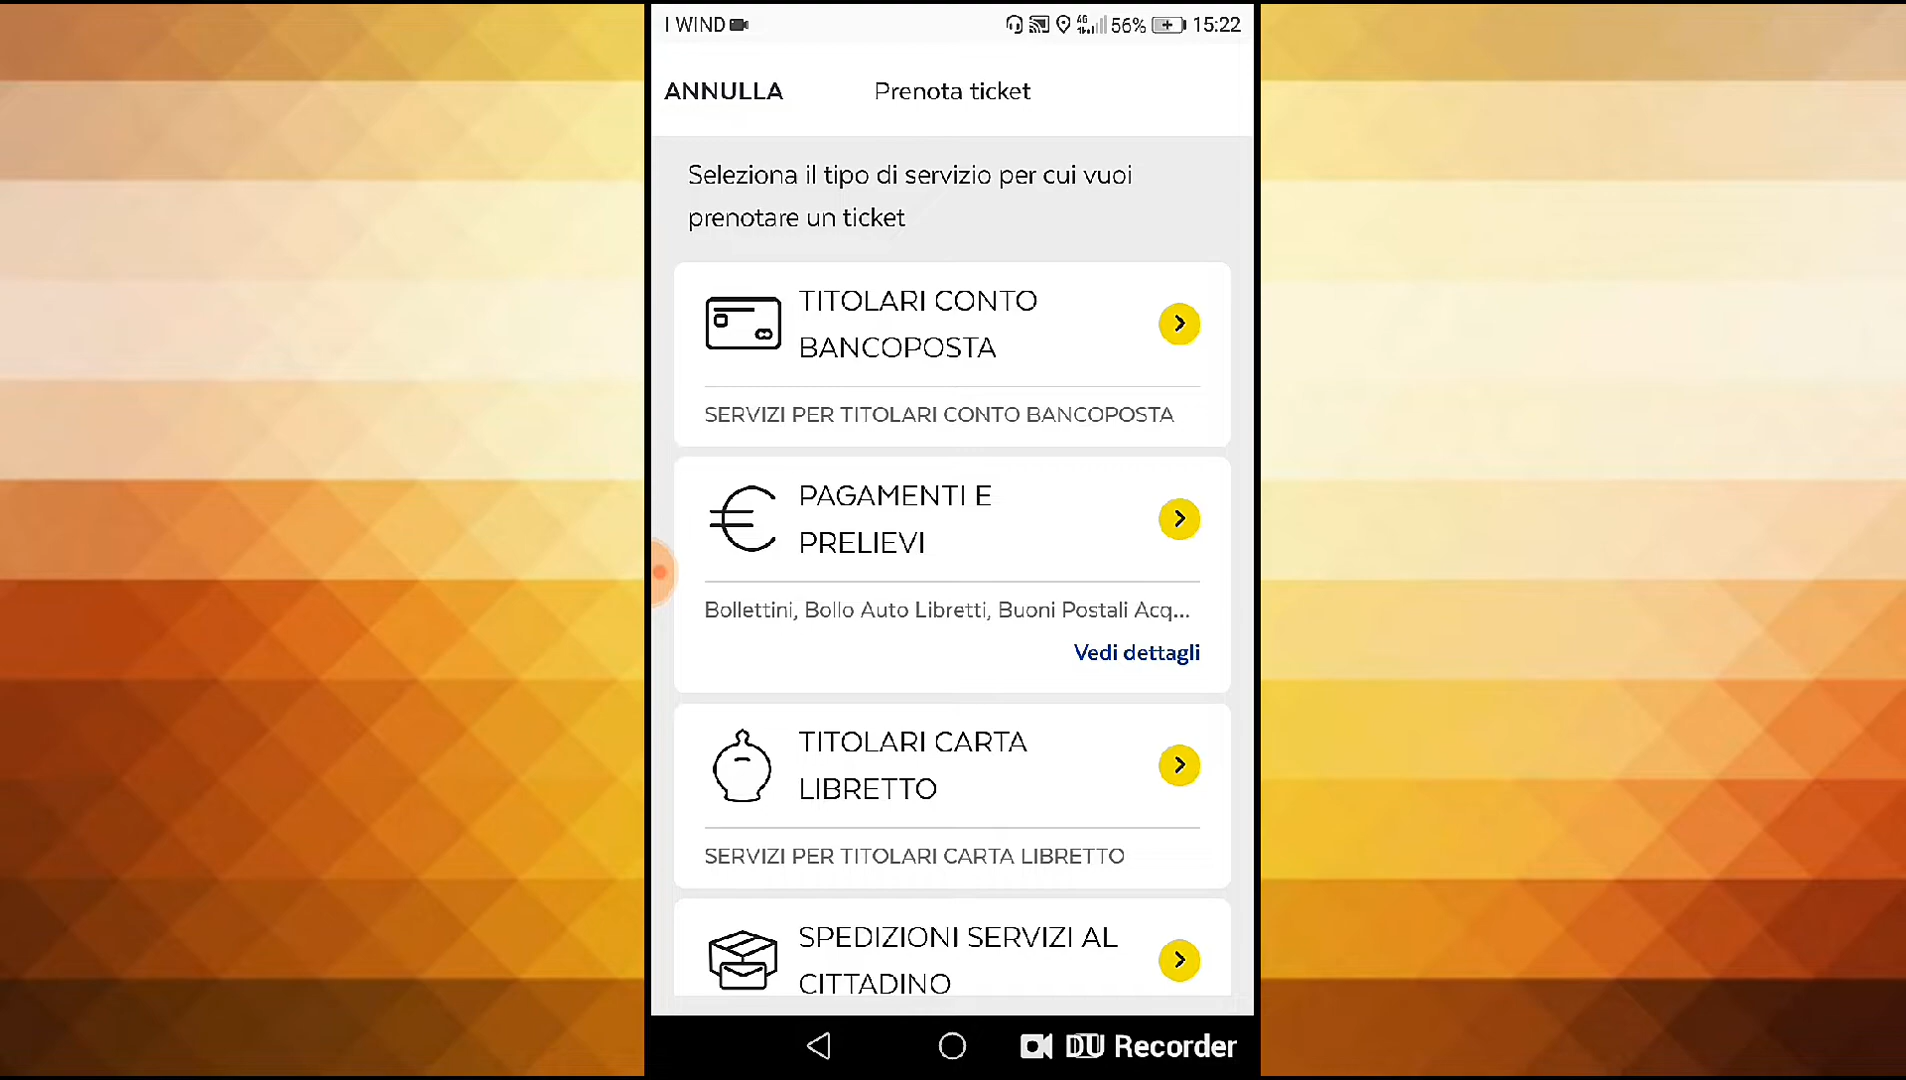 I WIND
4G 56% 15:22
ANNULLA Prenota ticket
Seleziona il tipo di servizio per cui vuoi
prenotare un ticket
TITOLARI CONTO
BANCOPOSTA
SERVIZI PER TITOLARI CONTO BANCOPOSTA
PAGAMENTI E
PRELIEVI
Bollettini, Bollo Auto Libretti, Buoni Postali Acq...
Vedi dettagli
TITOLARI CARTA
LIBRETTO
SERVIZI PER TITOLARI CARTA LIBRETTO
SPEDIZIONI SERVIZI AL
CITTADINO
DU Recorder